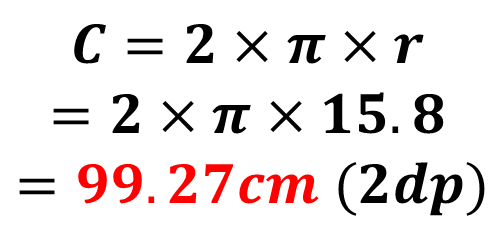 C = 2 × π × r
= 2 × π × 15.8
= 99.27cm (2dp)